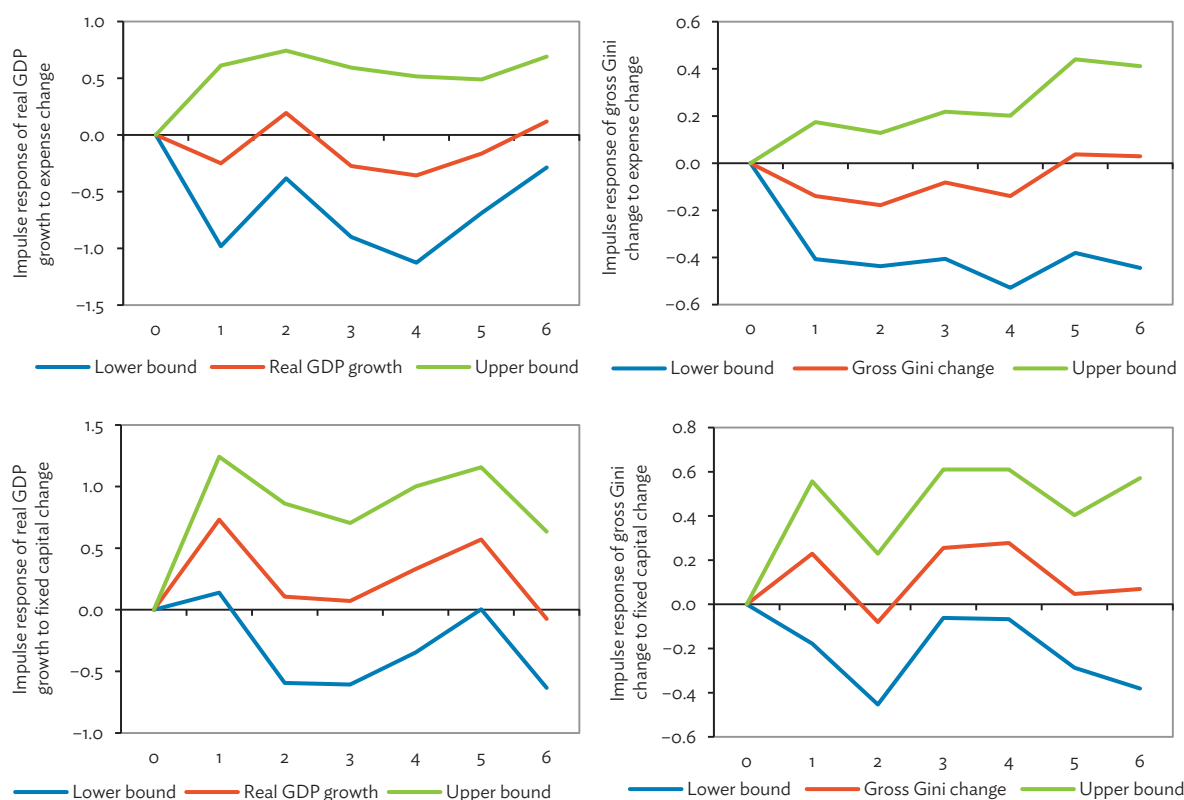 Impulse response of real GDP
growth to expense change
1.0
0.5
0.0
−0.5
−1.0
−1.5
0 1 2 3 4 5 6
Lower bound Real GDP growth Upper bound
Impulse response of gross Gini
change to expense change
0.6
0.4
0.2
0.0
−0.2
−0.4
−0.6
0 1 2 3 4 5 6
Lower bound Gross Gini change Upper bound
Impulse response of real GDP
growth to fixed capital change
1.5
1.0
0.5
0.0
−0.5
−1.0
0 1 2 3 4 5 6
Lower bound Real GDP growth Upper bound
Impulse response of gross Gini
change to fixed capital change
0.8
0.6
0.4
0.2
0.0
−0.2
−0.4
−0.6
0 1 2 3 4 5 6
Lower bound Gross Gini change Upper bound